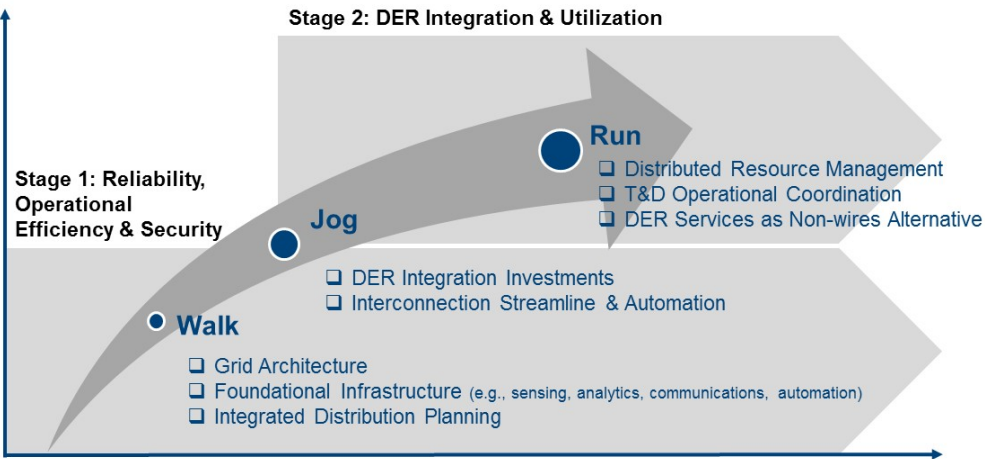 Stage 2: DER Integration & Utilization
Run
❑ Distributed Resource Management
❑ T&D Operational Coordination
❑ DER Services as Non-wires Alternative
Stage 1: Reliability,
Operational
Efficiency & Security
Jog
❑ DER Integration Investments
❑ Interconnection Streamline & Automation
Walk
❑ Grid Architecture
❑ Foundational Infrastructure (e.g., sensing, analytics, communications, automation)
❑ Integrated Distribution Planning